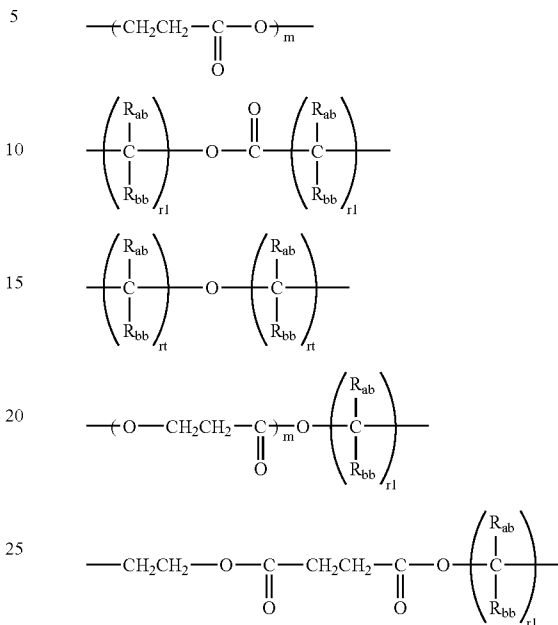 5
—(CH₂CH₂—C—O)ₘ—
O
O
R_ab R_ab
10 —(C)—O—C—(C)—
R_bb R_bb
r1 r1
R_ab R_ab
15 —(C)—O—(C)—
R_bb R_bb
rt rt
R_ab
20 —(O—CH₂CH₂—C)ₘ—O—(C)—
O R_bb
r1
R_ab
25 —CH₂CH₂—O—C—CH₂CH₂—C—O—(C)—
O O R_bb
r1